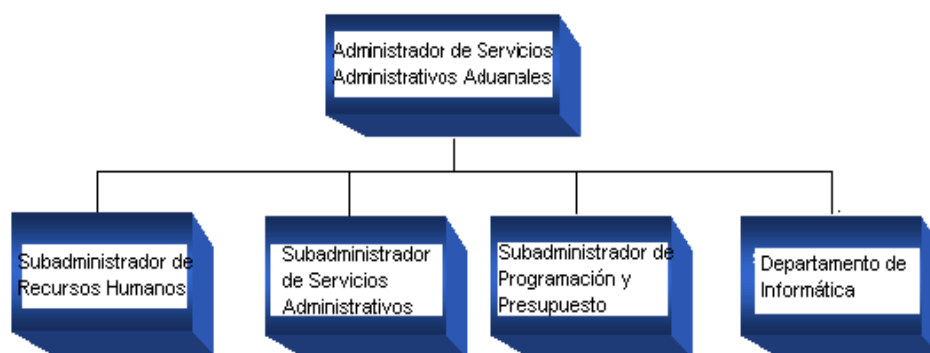 Administrador de Servicios
Administrativos Aduanales
Subadministrador de
Recursos Humanos
Subadministrador
de Servicios
Administrativos
Subadministrador de
Programación y
Presupuesto
Departamento de
Informática